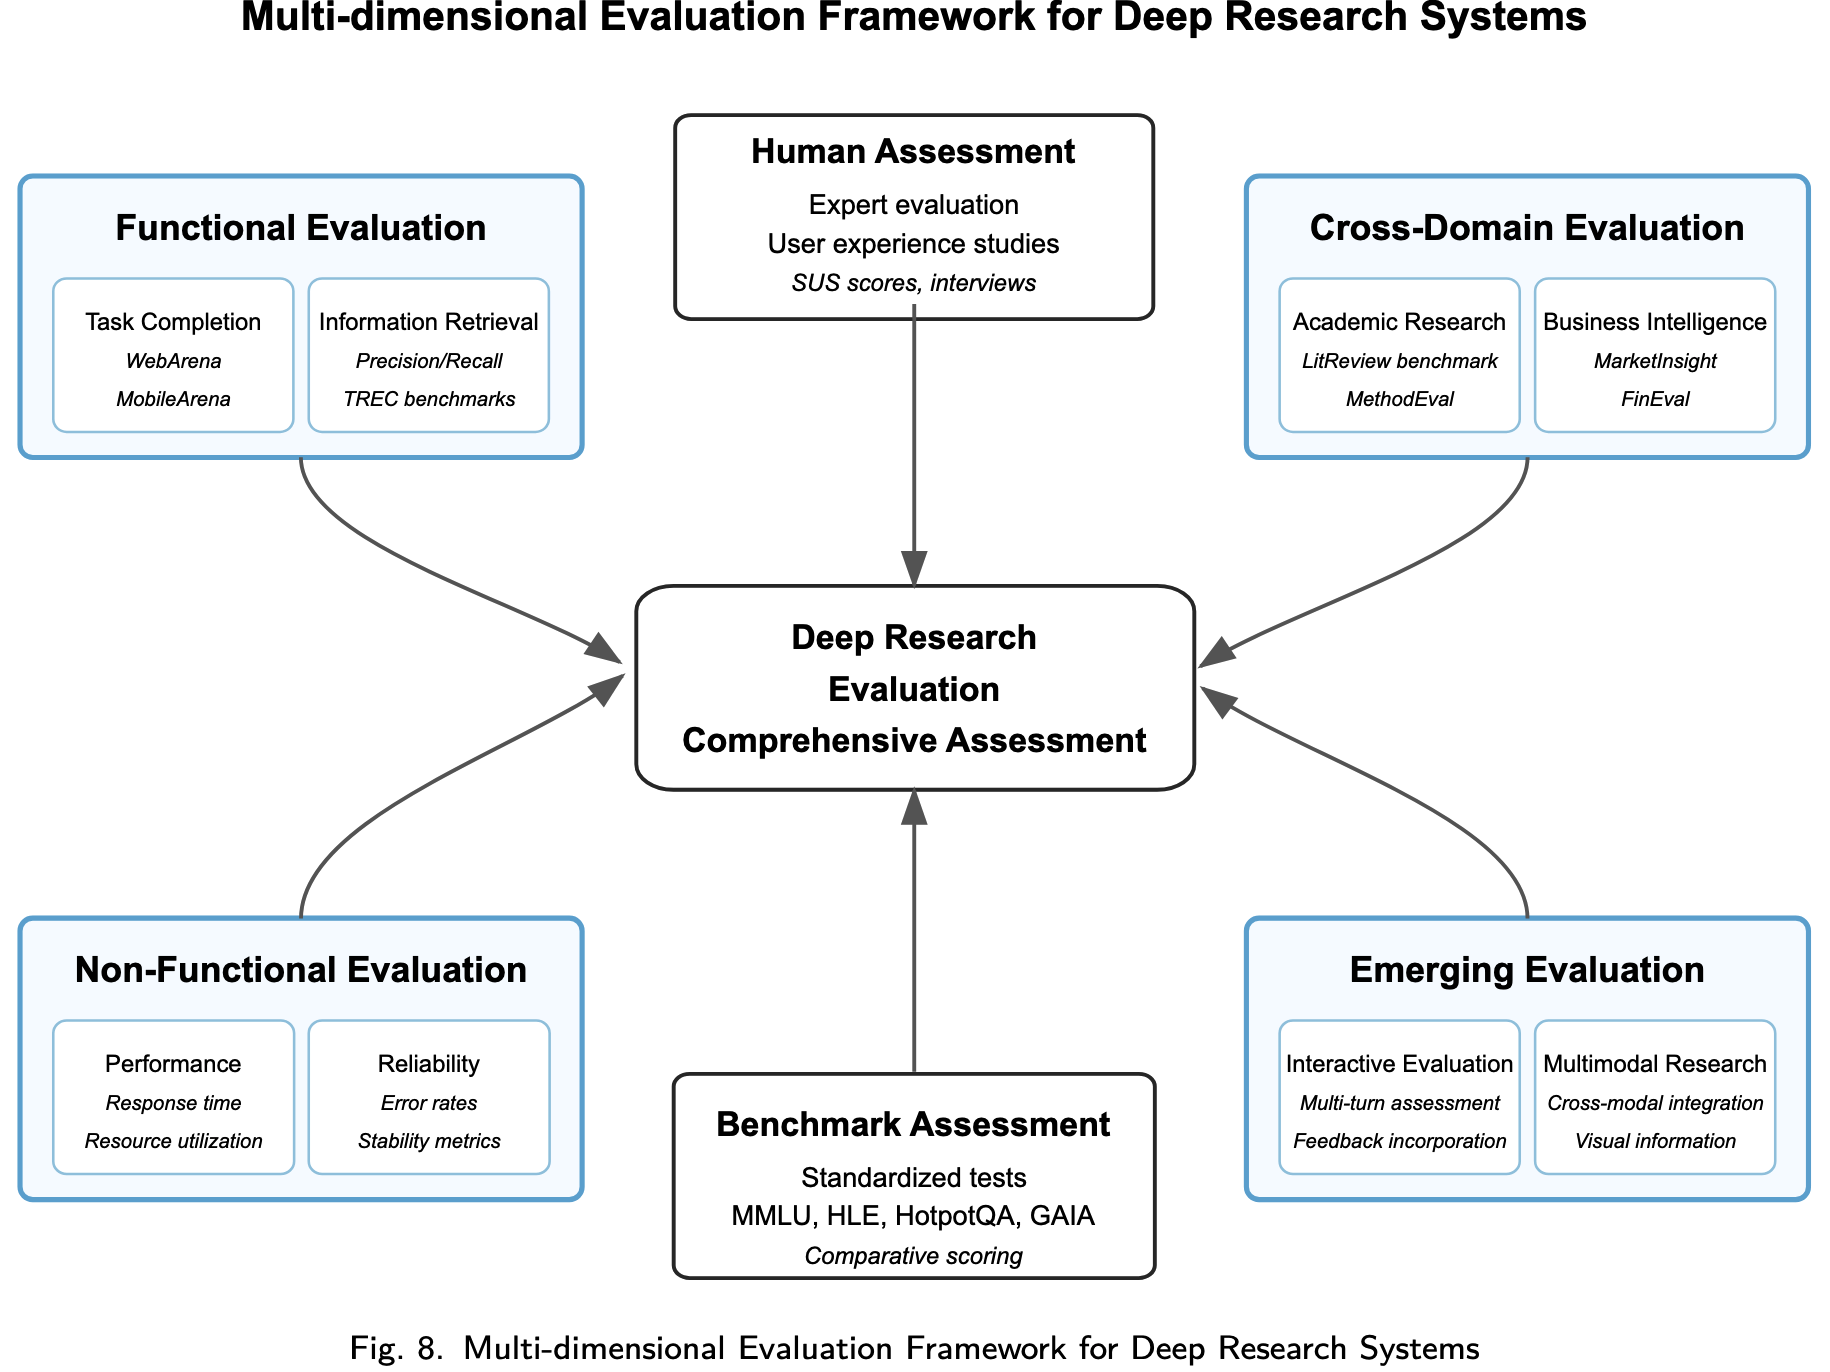 Multi-dimensional Evaluation Framework for Deep Research Systems
Human Assessment
Expert evaluation
User experience studies
SUS scores, interviews
Functional Evaluation
Task Completion
WebArena
MobileArena
Information Retrieval
Precision/Recall
TREC benchmarks
Cross-Domain Evaluation
Academic Research
LitReview benchmark
MethodEval
Business Intelligence
MarketInsight
FinEval
Deep Research
Evaluation
Comprehensive Assessment
Non-Functional Evaluation
Performance
Response time
Resource utilization
Reliability
Error rates
Stability metrics
Benchmark Assessment
Standardized tests
MMLU, HLE, HotpotQA, GAIA
Comparative scoring
Emerging Evaluation
Interactive Evaluation
Multi-turn assessment
Feedback incorporation
Multimodal Research
Cross-modal integration
Visual information
Fig. 8. Multi-dimensional Evaluation Framework for Deep Research Systems